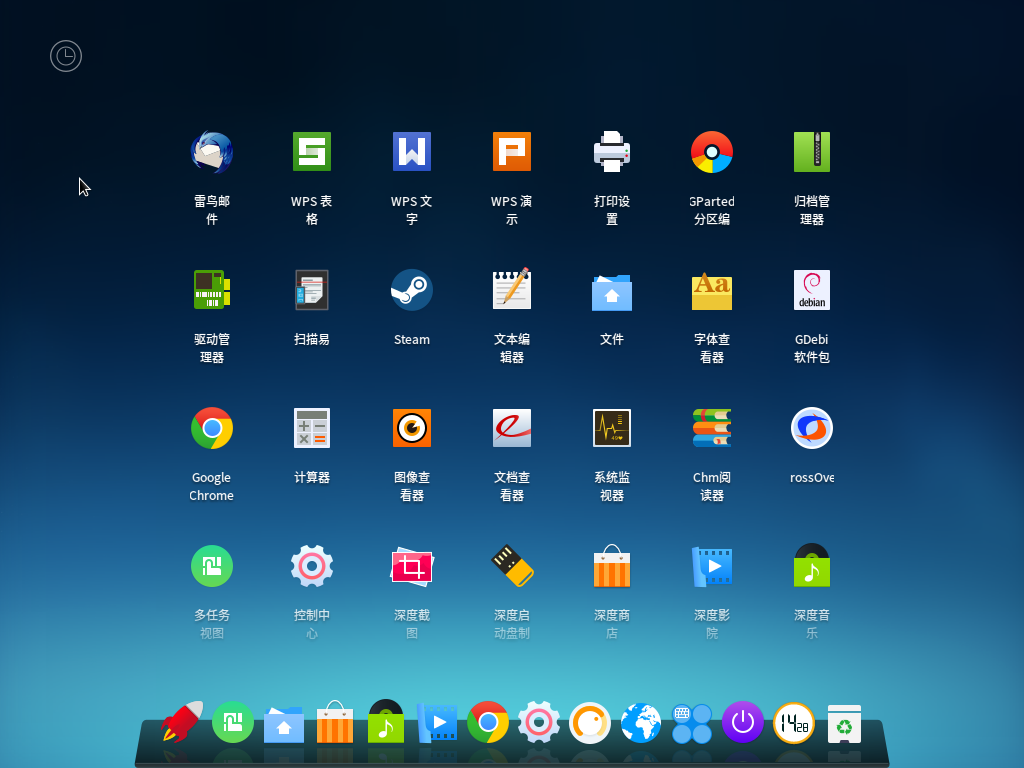 雷鸟邮
件
WPS 表
格
WPS 文
字
WPS 演
示
打印设
置
GParted
分区编
归档管
理器
驱动管
理器
扫描易
Steam
文本编
辑器
文件
Aa
字体查
看器
debian
GDebi
软件包
Google
Chrome
计算器
图像查
看器
文档查
看器
系统监
视器
Chm阅
读器
rossOve
多任务
视图
控制中
心
深度截
图
深度启
动盘制
深度商
店
深度影
院
深度音
乐
14 28